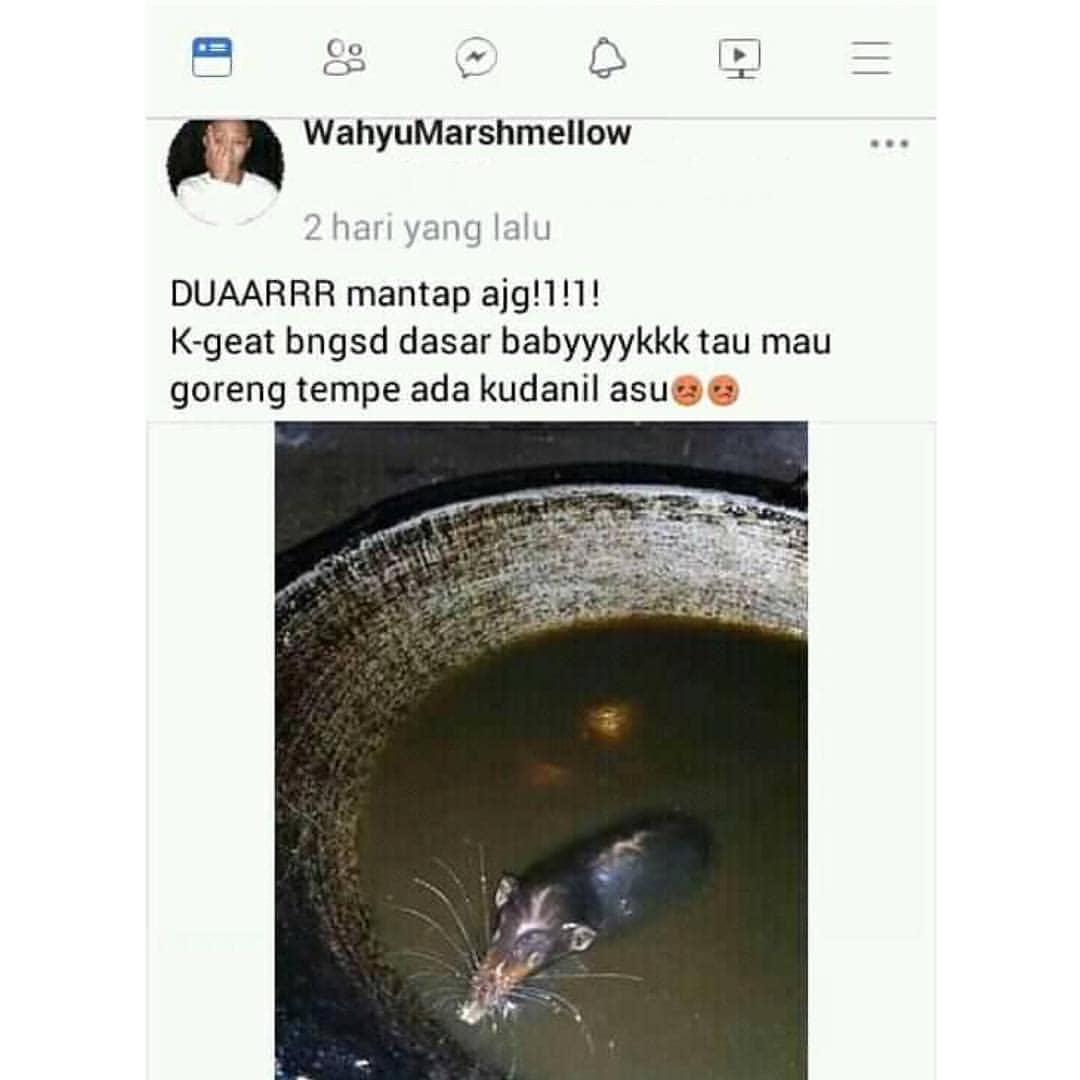 WahyuMarshmellow
2 hari yang lalu
DUAARRR mantap ajg!1!1!
K-geat bngsd dasar babyyyykkk tau mau
goreng tempe ada kudanil asu😡😡